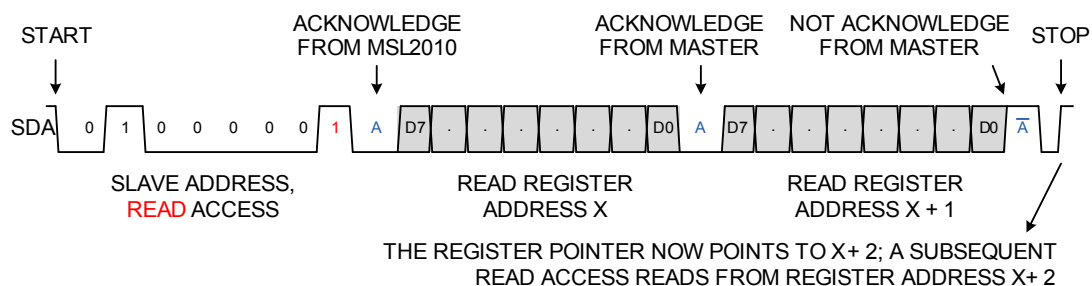 START
ACKNOWLEDGE
FROM MSL2010
ACKNOWLEDGE
FROM MASTER
NOT ACKNOWLEDGE
FROM MASTER
STOP
SDA 0 1 0 0 0 0 0 1 A D7 . . . . . . D0 A D7 . . . . . . D0 A̅
SLAVE ADDRESS,
READ ACCESS
READ REGISTER
ADDRESS X
READ REGISTER
ADDRESS X + 1
THE REGISTER POINTER NOW POINTS TO X+ 2; A SUBSEQUENT
READ ACCESS READS FROM REGISTER ADDRESS X+ 2